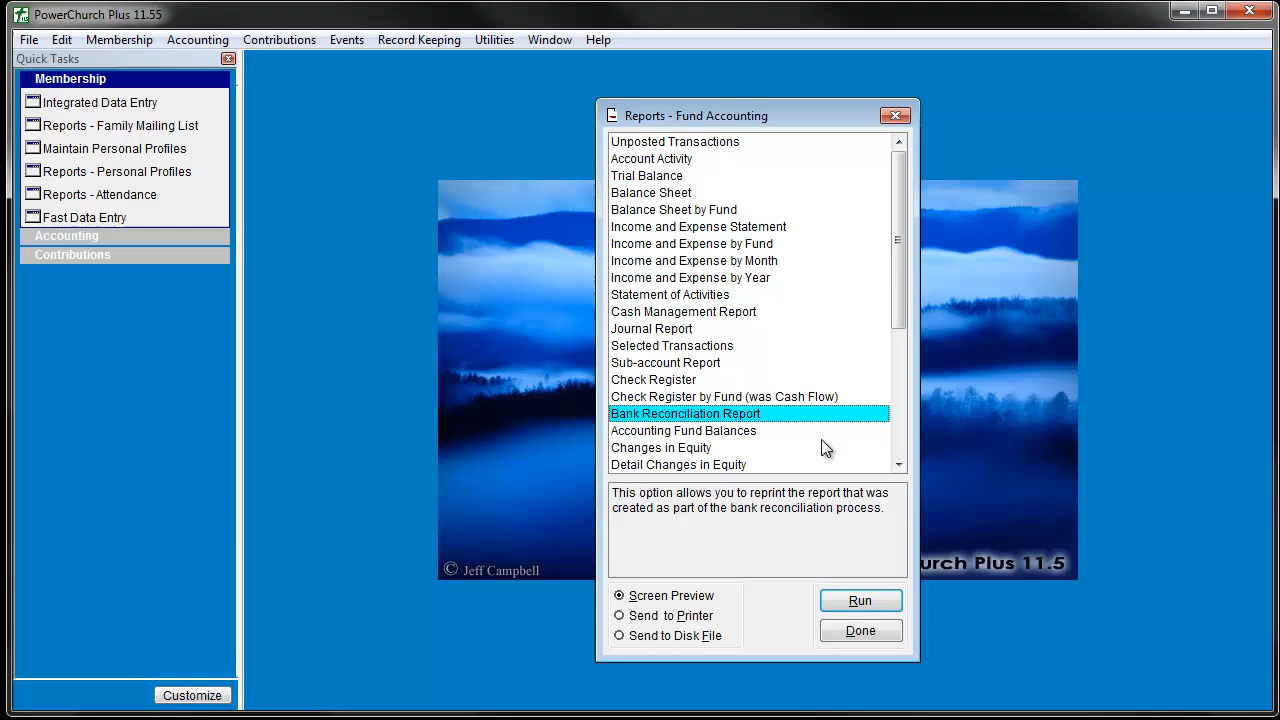 PowerChurch Plus 11.55
File Edit Membership Accounting Contributions Events Record Keeping Utilities Window Help
Quick Tasks
Membership
Integrated Data Entry
Reports - Family Mailing List
Maintain Personal Profiles
Reports - Personal Profiles
Reports - Attendance
Fast Data Entry
Accounting
Contributions
Customize
Reports - Fund Accounting
Unposted Transactions
Account Activity
Trial Balance
Balance Sheet
Balance Sheet by Fund
Income and Expense Statement
Income and Expense by Fund
Income and Expense by Month
Income and Expense by Year
Statement of Activities
Cash Management Report
Journal Report
Selected Transactions
Sub-account Report
Check Register
Check Register by Fund (was Cash Flow)
Bank Reconciliation Report
Accounting Fund Balances
Changes in Equity
Detail Changes in Equity
This option allows you to reprint the report that was
created as part of the bank reconciliation process.
Screen Preview
Send to Printer
Send to Disk File
Run
Done
© Jeff Campbell
urch Plus 11.5